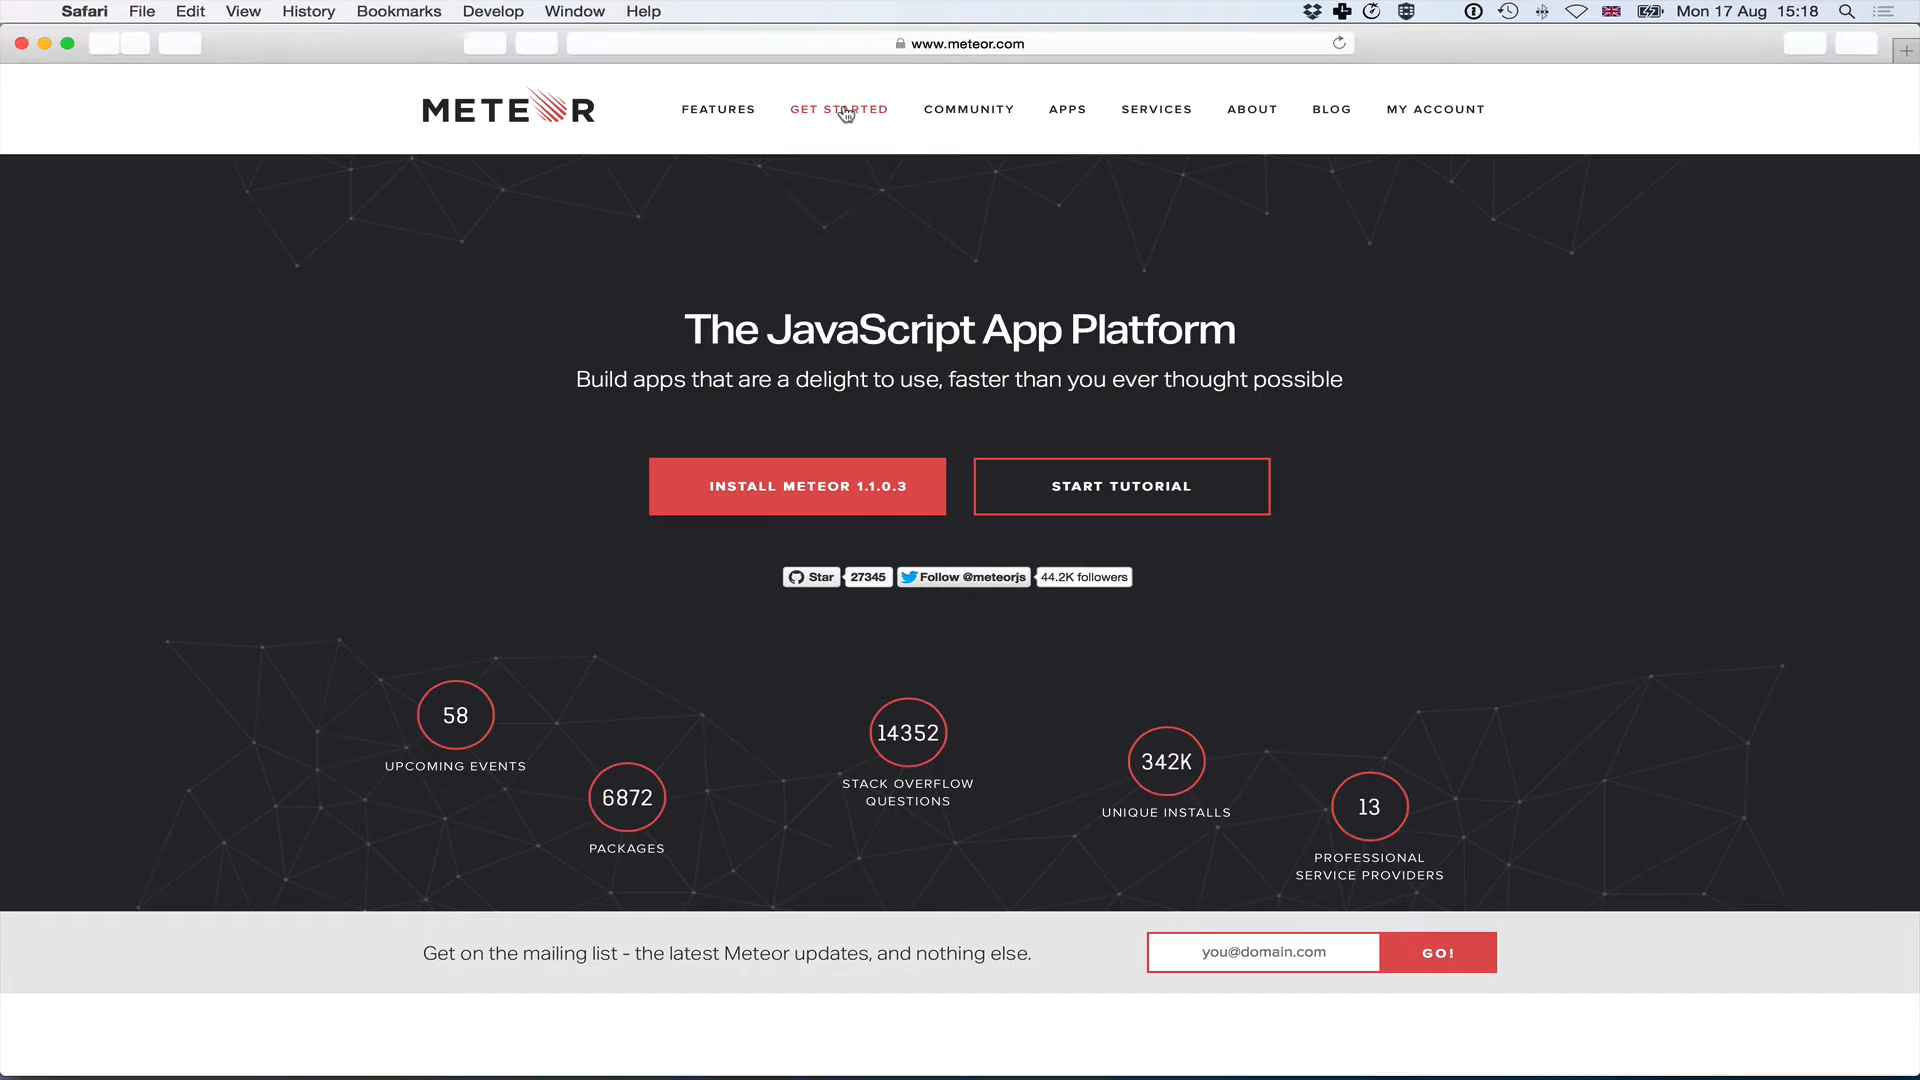 Safari File Edit View History Bookmarks Develop Window Help Mon 17 Aug 15:18
www.meteor.com
METEOR FEATURES GET STARTED COMMUNITY APPS SERVICES ABOUT BLOG MY ACCOUNT
The JavaScript App Platform
Build apps that are a delight to use, faster than you ever thought possible
INSTALL METEOR 1.1.0.3 START TUTORIAL
Star 27345 Follow @meteorjs 44.2K followers
58
UPCOMING EVENTS
6872
PACKAGES
14352
STACK OVERFLOW
QUESTIONS
342K
UNIQUE INSTALLS
13
PROFESSIONAL
SERVICE PROVIDERS
Get on the mailing list - the latest Meteor updates, and nothing else. you@domain.com GO!